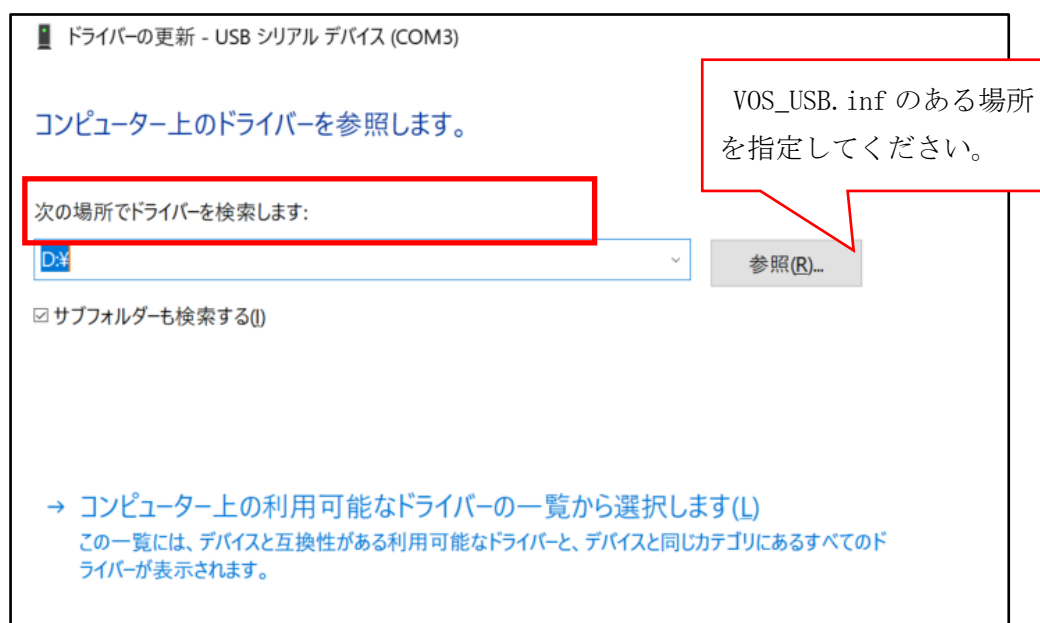 ドライバーの更新 - USB シリアル デバイス (COM3)
VOS_USB.inf のある場所
を指定してください。
コンピューター上のドライバーを参照します。
次の場所でドライバーを検索します:
D:¥
参照(R)...
サブフォルダーも検索する(I)
→ コンピューター上の利用可能なドライバーの一覧から選択します(L)
この一覧には、デバイスと互換性がある利用可能なドライバーと、デバイスと同じカテゴリにあるすべてのド
ライバーが表示されます。